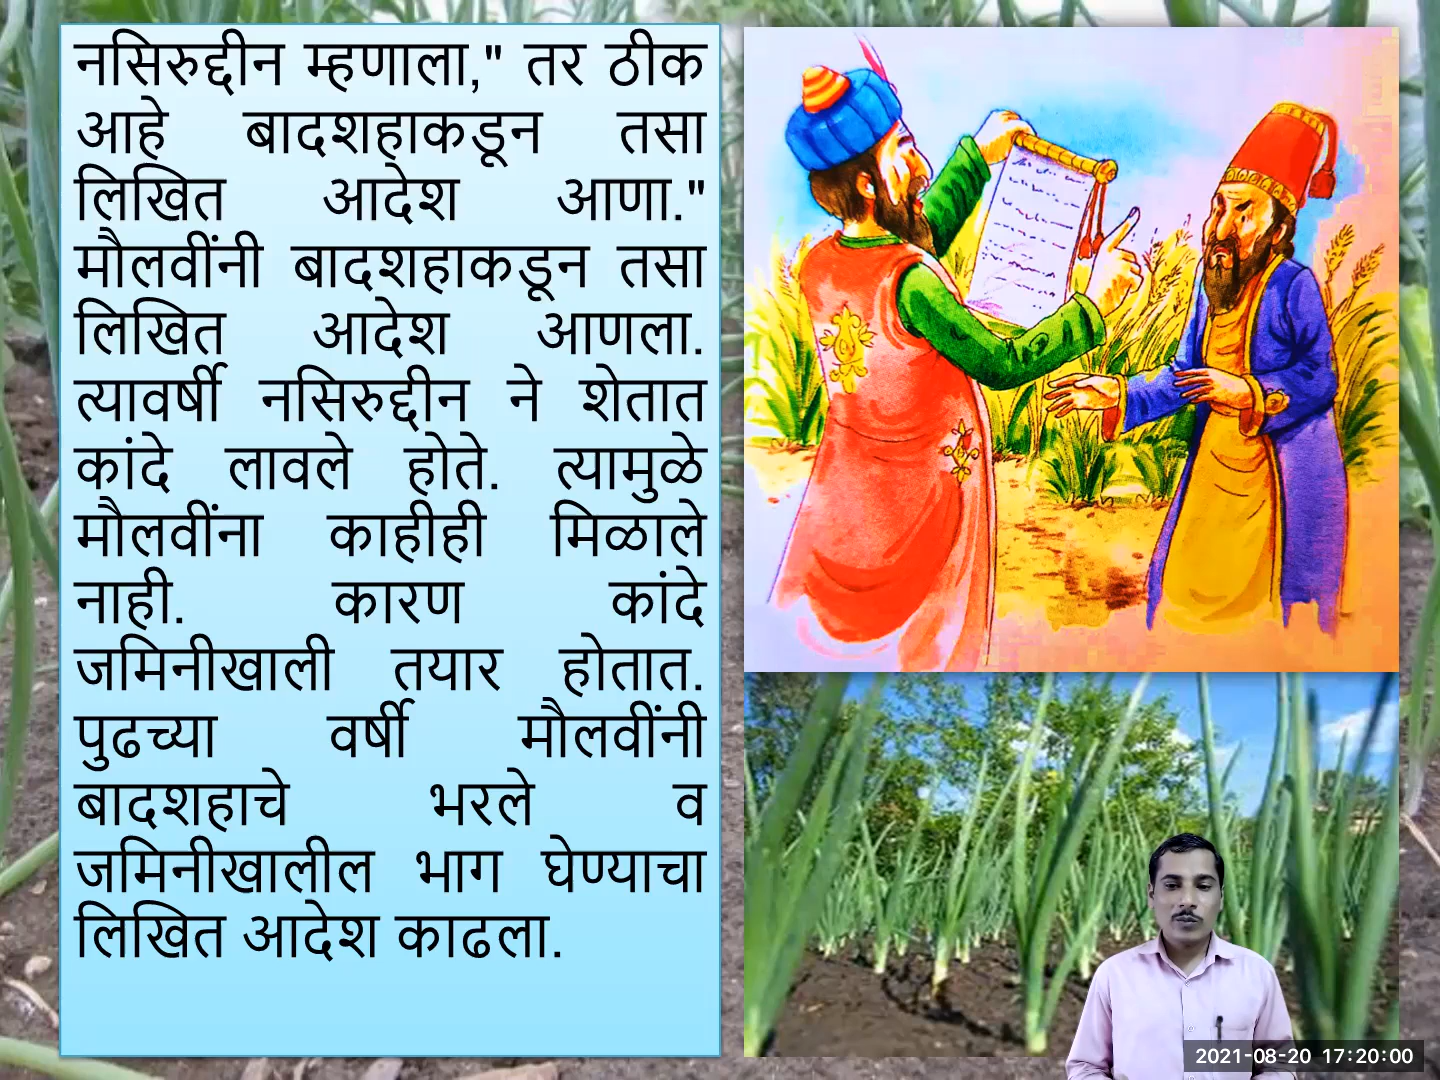 नसिरुद्दीन म्हणाला," तर ठीक
आहे बादशहाकडून तसा
लिखित आदेश आणा."
मौलवींनी बादशहाकडून तसा
लिखित आदेश आणला.
त्यावर्षी नसिरुद्दीन ने शेतात
कांदे लावले होते. त्यामुळे
मौलवींना काहीही मिळाले
नाही. कारण कांदे
जमिनीखाली तयार होतात.
पुढच्या वर्षी मौलवींनी
बादशहाचे भरले व
जमिनीखालील भाग घेण्याचा
लिखित आदेश काढला.
2021-08-20 17:20:00